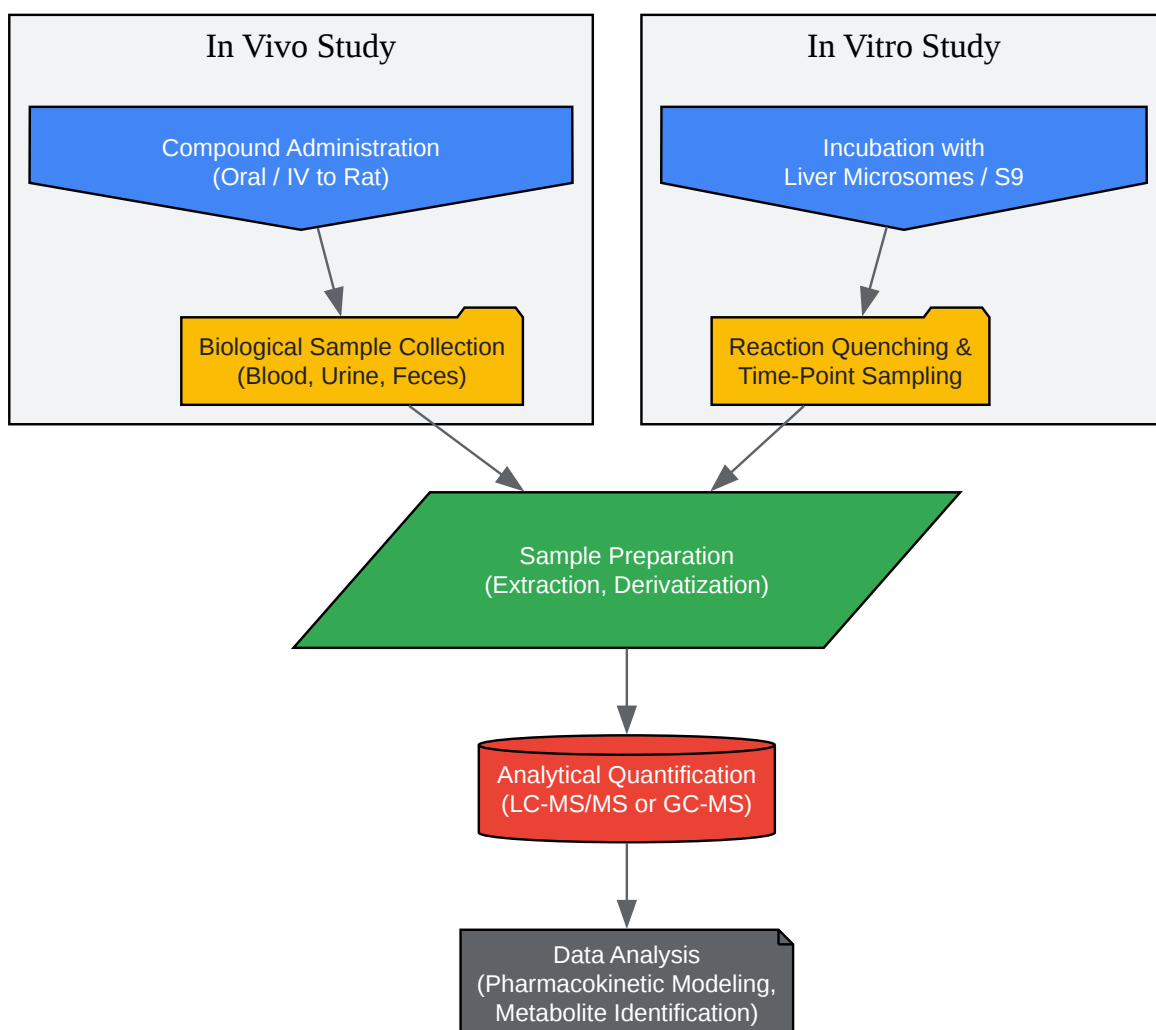 In Vivo Study
Compound Administration
(Oral / IV to Rat)
Biological Sample Collection
(Blood, Urine, Feces)
In Vitro Study
Incubation with
Liver Microsomes / S9
Reaction Quenching &
Time-Point Sampling
Sample Preparation
(Extraction, Derivatization)
Analytical Quantification
(LC-MS/MS or GC-MS)
Data Analysis
(Pharmacokinetic Modeling,
Metabolite Identification)